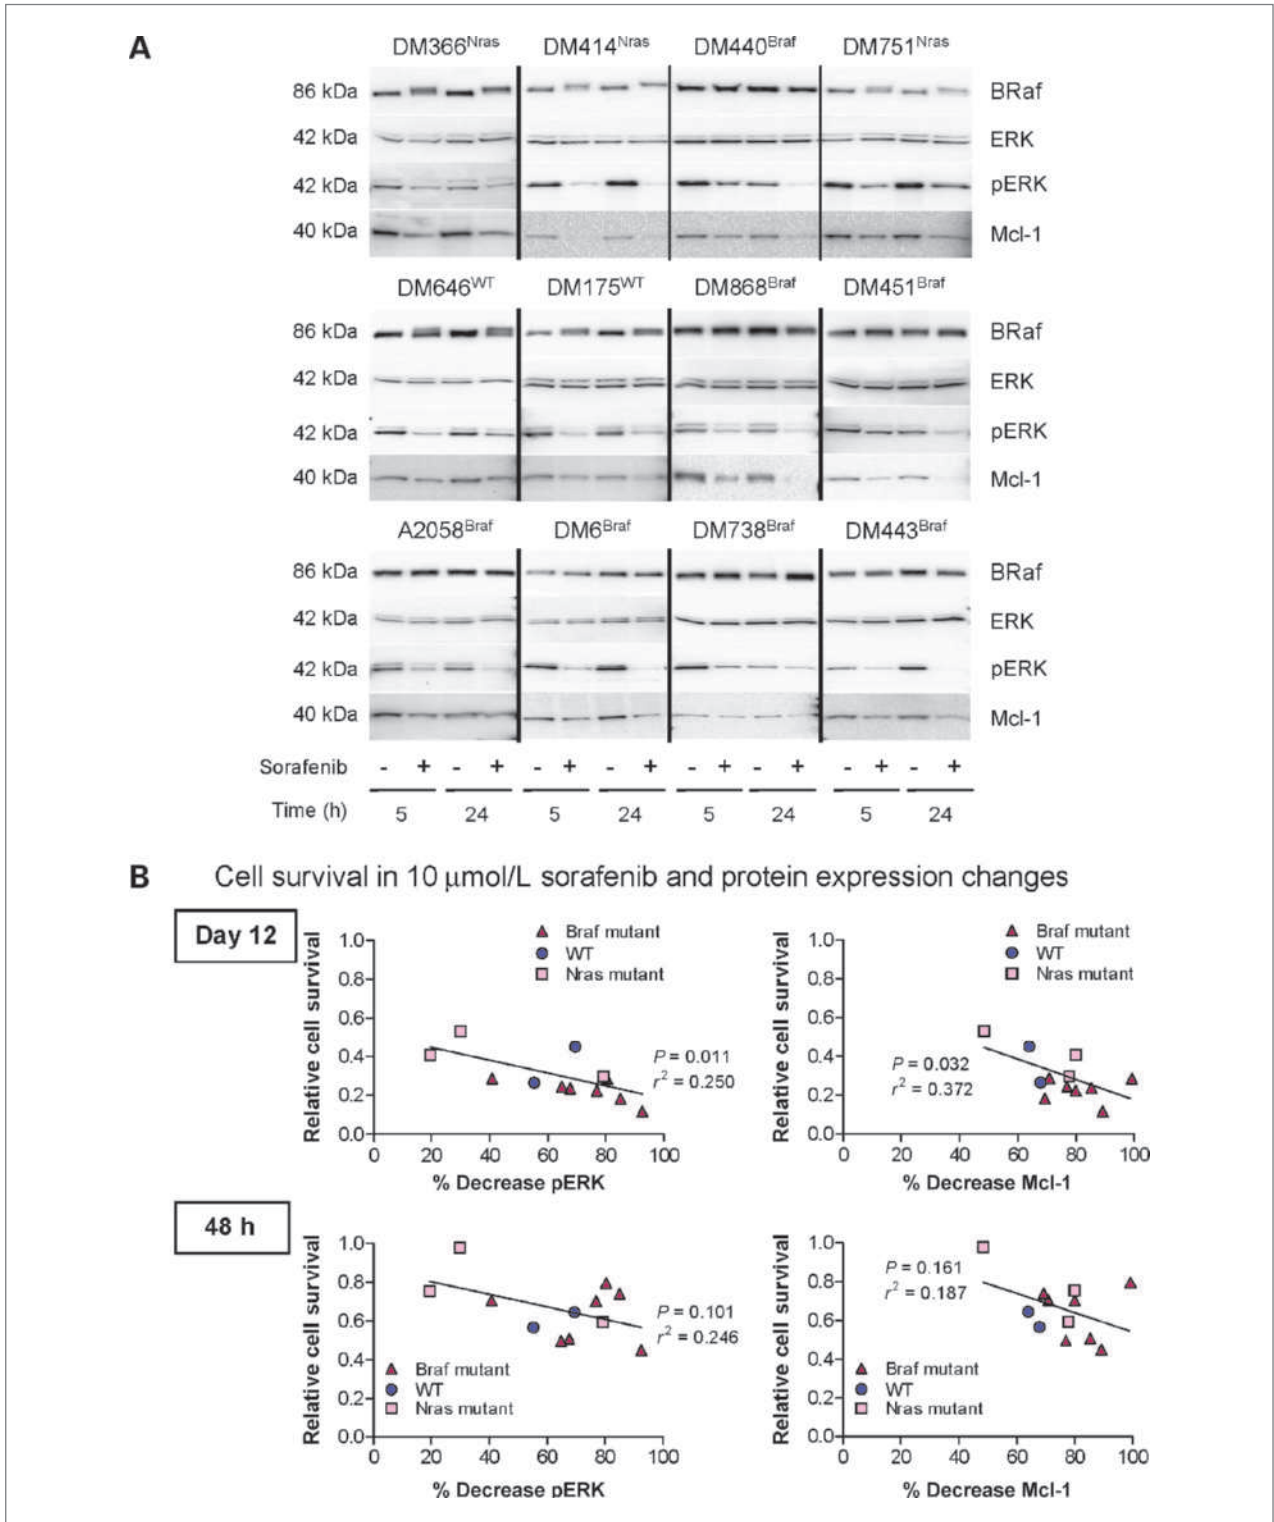 A
DM366Nras DM414Nras DM440Braf DM751Nras
86 kDa BRaf
42 kDa ERK
42 kDa pERK
40 kDa Mcl-1
DM646WT DM175WT DM868Braf DM451Braf
86 kDa BRaf
42 kDa ERK
42 kDa pERK
40 kDa Mcl-1
A2058Braf DM6Braf DM738Braf DM443Braf
86 kDa BRaf
42 kDa ERK
42 kDa pERK
40 kDa Mcl-1
Sorafenib - + - + - + - + - + - + - + - +
Time (h) 5 24 5 24 5 24 5 24
B Cell survival in 10 μmol/L sorafenib and protein expression changes
Day 12
Relative cell survival
1.0
0.8
0.6
0.4
0.2
0.0
0 20 40 60 80 100
% Decrease pERK
Braf mutant
WT
Nras mutant
P = 0.011
r2 = 0.250
Relative cell survival
1.0
0.8
0.6
0.4
0.2
0.0
0 20 40 60 80 100
% Decrease Mcl-1
Braf mutant
WT
Nras mutant
P = 0.032
r2 = 0.372
48 h
Relative cell survival
1.0
0.8
0.6
0.4
0.2
0.0
0 20 40 60 80 100
% Decrease pERK
P = 0.101
r2 = 0.246
Braf mutant
WT
Nras mutant
Relative cell survival
1.0
0.8
0.6
0.4
0.2
0.0
0 20 40 60 80 100
% Decrease Mcl-1
P = 0.161
r2 = 0.187
Braf mutant
WT
Nras mutant